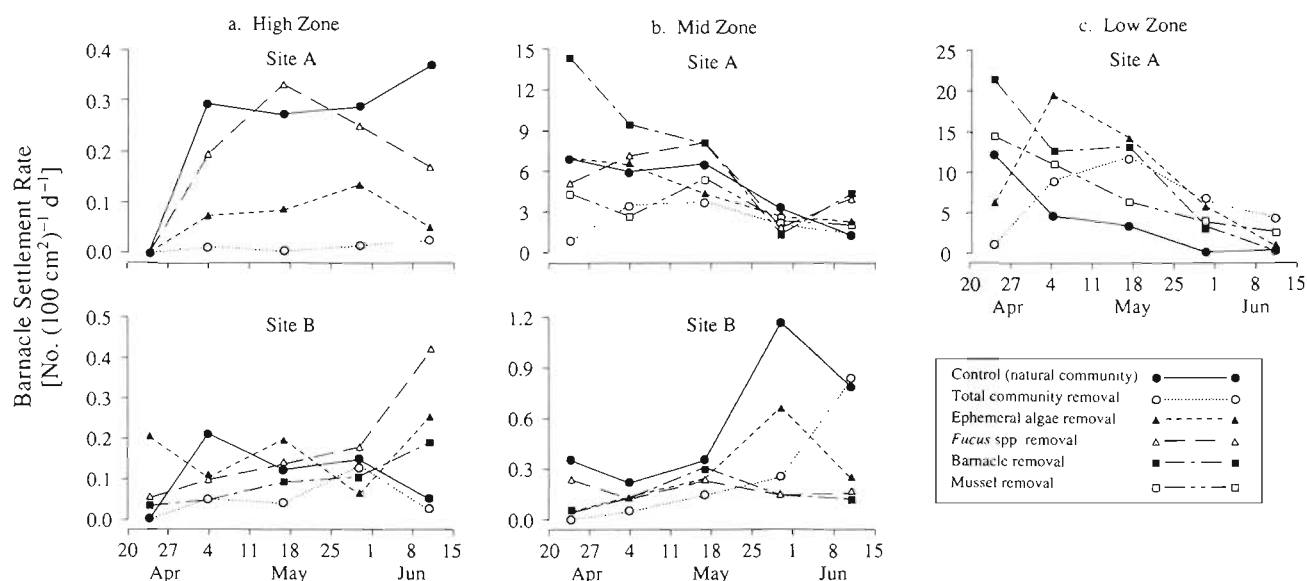 a. High Zone
b. Mid Zone
c. Low Zone
Site A
Site A
Site A
Barnacle Settlement Rate
[No. (100 cm²)⁻¹ d⁻¹]
0.4
0.3
0.2
0.1
0.0
15
12
9
6
3
0
25
20
15
10
5
0
20 27 4 18 1 8 15
Apr May Jun
Site B
Site B
0.5
0.4
0.3
0.2
0.1
0.0
1.2
0.9
0.6
0.3
0.0
20 27 4 11 18 25 1 8 15
Apr May Jun
20 27 4 11 18 25 1 8 15
Apr May Jun
Control (natural community)
Total community removal
Ephemeral algae removal
Fucus spp removal
Barnacle removal
Mussel removal